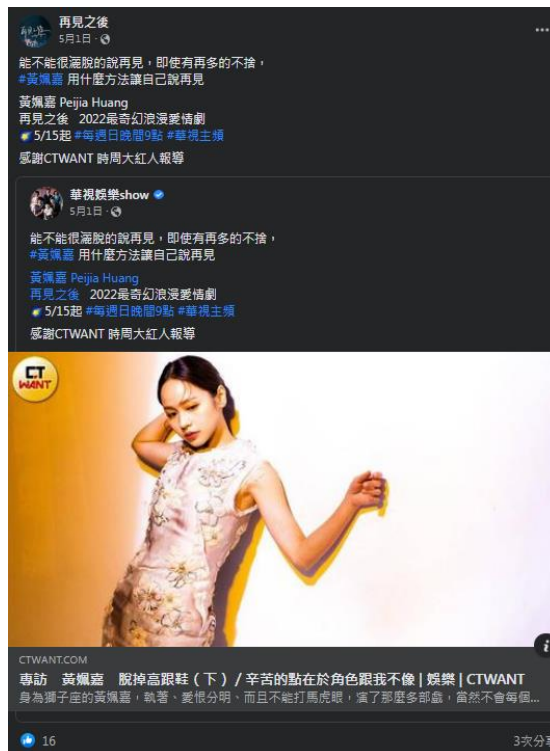 再見之後
5月1日 ·
能不能很灑脫的說再見，即使有再多的不捨，
#黃姵嘉 用什麼方法讓自己說再見
黃姵嘉 Peijia Huang
再見之後 2022最奇幻浪漫愛情劇
5/15起 #每週日晚間9點 #華視主頻
感謝CTWANT 時周大紅人報導
華視娛樂show
5月1日 ·
能不能很灑脫的說再見，即使有再多的不捨，
#黃姵嘉 用什麼方法讓自己說再見
黃姵嘉 Peijia Huang
再見之後 2022最奇幻浪漫愛情劇
5/15起 #每週日晚間9點 #華視主頻
感謝CTWANT 時周大紅人報導
CT
WANT
CTWANT.COM
專訪 黃姵嘉 脫掉高跟鞋（下）/ 辛苦的點在於角色跟我不像 | 娛樂 | CTWANT
身為獅子座的黃姵嘉，執著、愛恨分明、而且不能打馬虎眼，演了那麼多部戲，當然不會每個...
16
3次分享